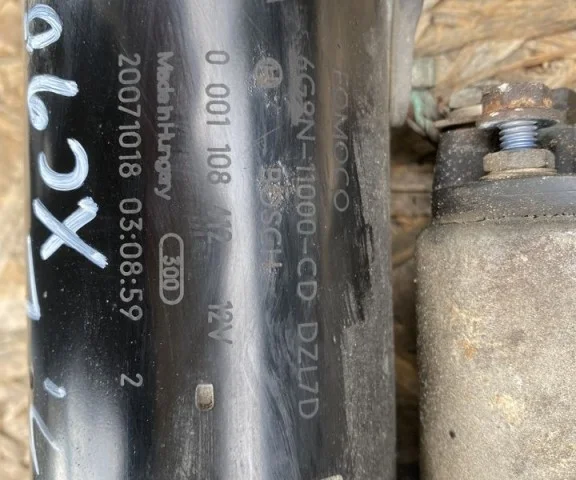 FOMOCO
6G9N-11000-CD DZL7D
BOSCH
0 001 108 412 12V
Made in Hungary 300
20071018 03:08:59 2